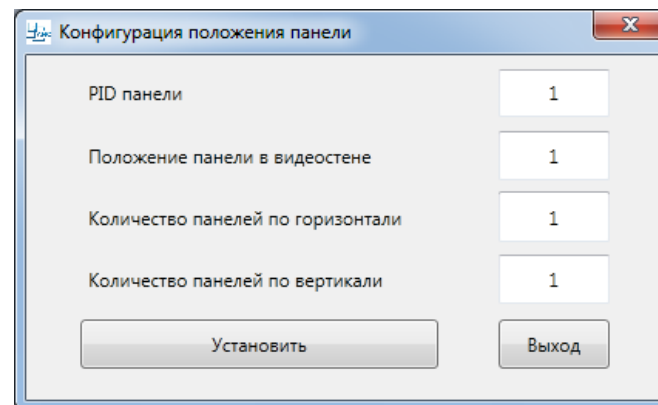 Конфигурация положения панели
PID панели 1
Положение панели в видеостене 1
Количество панелей по горизонтали 1
Количество панелей по вертикали 1
Установить Выход